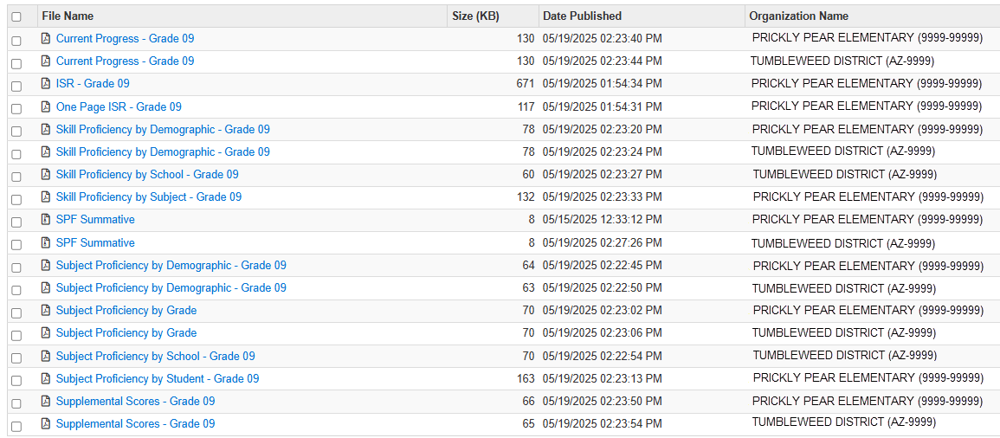 File Name Size (KB) Date Published Organization Name
Current Progress - Grade 09 130 05/19/2025 02:23:40 PM PRICKLY PEAR ELEMENTARY (9999-99999)
Current Progress - Grade 09 130 05/19/2025 02:23:44 PM TUMBLEWEED DISTRICT (AZ-9999)
ISR - Grade 09 671 05/19/2025 01:54:34 PM PRICKLY PEAR ELEMENTARY (9999-99999)
One Page ISR - Grade 09 117 05/19/2025 01:54:31 PM PRICKLY PEAR ELEMENTARY (9999-99999)
Skill Proficiency by Demographic - Grade 09 78 05/19/2025 02:23:20 PM PRICKLY PEAR ELEMENTARY (9999-99999)
Skill Proficiency by Demographic - Grade 09 78 05/19/2025 02:23:24 PM TUMBLEWEED DISTRICT (AZ-9999)
Skill Proficiency by School - Grade 09 60 05/19/2025 02:23:27 PM TUMBLEWEED DISTRICT (AZ-9999)
Skill Proficiency by Subject - Grade 09 132 05/19/2025 02:23:33 PM PRICKLY PEAR ELEMENTARY (9999-99999)
SPF Summative 8 05/15/2025 12:33:12 PM PRICKLY PEAR ELEMENTARY (9999-99999)
SPF Summative 8 05/19/2025 02:27:26 PM TUMBLEWEED DISTRICT (AZ-9999)
Subject Proficiency by Demographic - Grade 09 64 05/19/2025 02:22:45 PM PRICKLY PEAR ELEMENTARY (9999-99999)
Subject Proficiency by Demographic - Grade 09 63 05/19/2025 02:22:50 PM TUMBLEWEED DISTRICT (AZ-9999)
Subject Proficiency by Grade 70 05/19/2025 02:23:02 PM PRICKLY PEAR ELEMENTARY (9999-99999)
Subject Proficiency by Grade 70 05/19/2025 02:23:06 PM TUMBLEWEED DISTRICT (AZ-9999)
Subject Proficiency by School - Grade 09 70 05/19/2025 02:22:54 PM TUMBLEWEED DISTRICT (AZ-9999)
Subject Proficiency by Student - Grade 09 163 05/19/2025 02:23:13 PM PRICKLY PEAR ELEMENTARY (9999-99999)
Supplemental Scores - Grade 09 66 05/19/2025 02:23:50 PM PRICKLY PEAR ELEMENTARY (9999-99999)
Supplemental Scores - Grade 09 65 05/19/2025 02:23:54 PM TUMBLEWEED DISTRICT (AZ-9999)